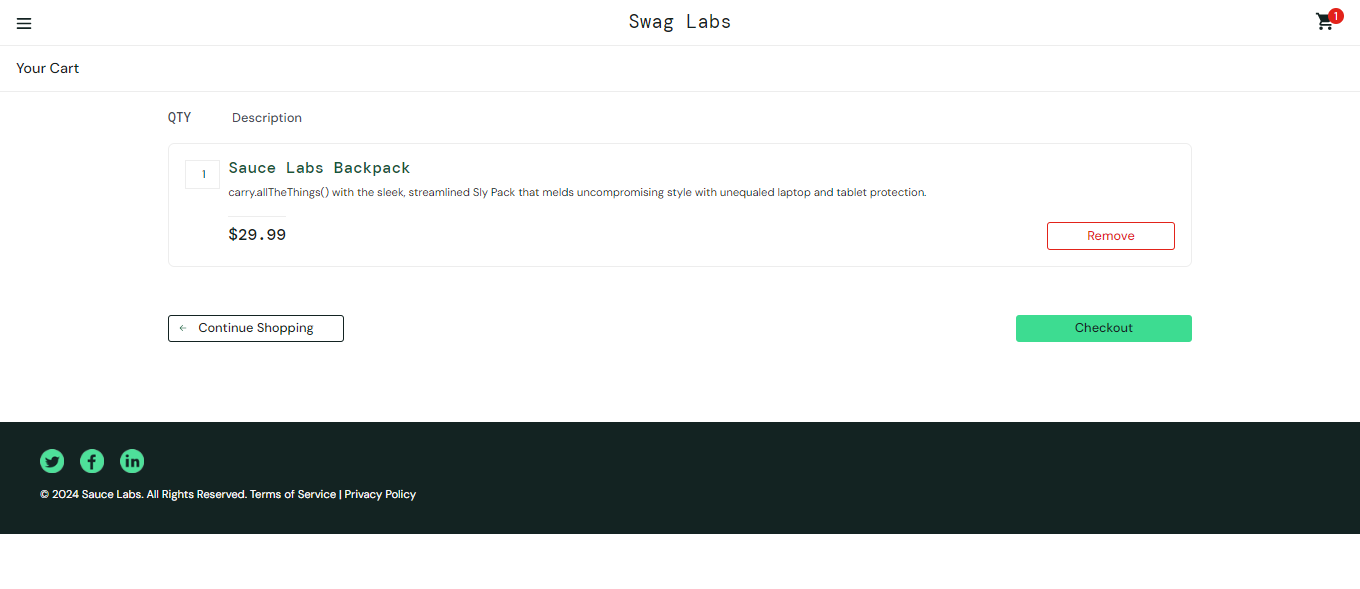 Swag Labs
1
Your Cart
QTY Description
1 Sauce Labs Backpack
carry.allTheThings() with the sleek, streamlined Sly Pack that melds uncompromising style with unequaled laptop and tablet protection.
$29.99 Remove
Continue Shopping Checkout
© 2024 Sauce Labs. All Rights Reserved. Terms of Service | Privacy Policy